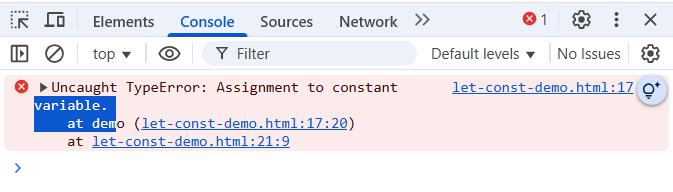 Elements Console Sources Network 1
top Filter Default levels No Issues
Uncaught TypeError: Assignment to constant let-const-demo.html:17
variable.
at demo (let-const-demo.html:17:20)
at let-const-demo.html:21:9